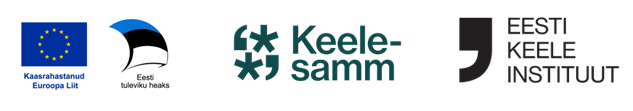 Kaasrahastanud
Euroopa Liit
Eesti
tuleviku heaks
Keele-
samm
EESTI
KEELE
INSTITUUT